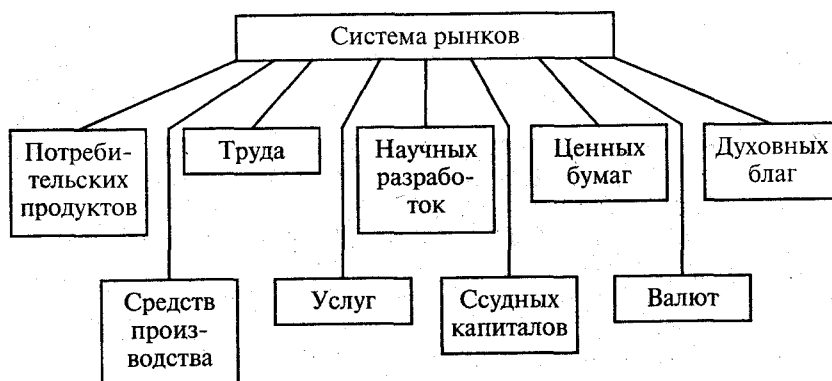 Система рынков
Потреби-
тельских
продуктов
Труда
Научных
разрабо-
ток
Ценных
бумаг
Духовных
благ
Средств
произ-
водства
Услуг
Ссудных
капиталов
Валют